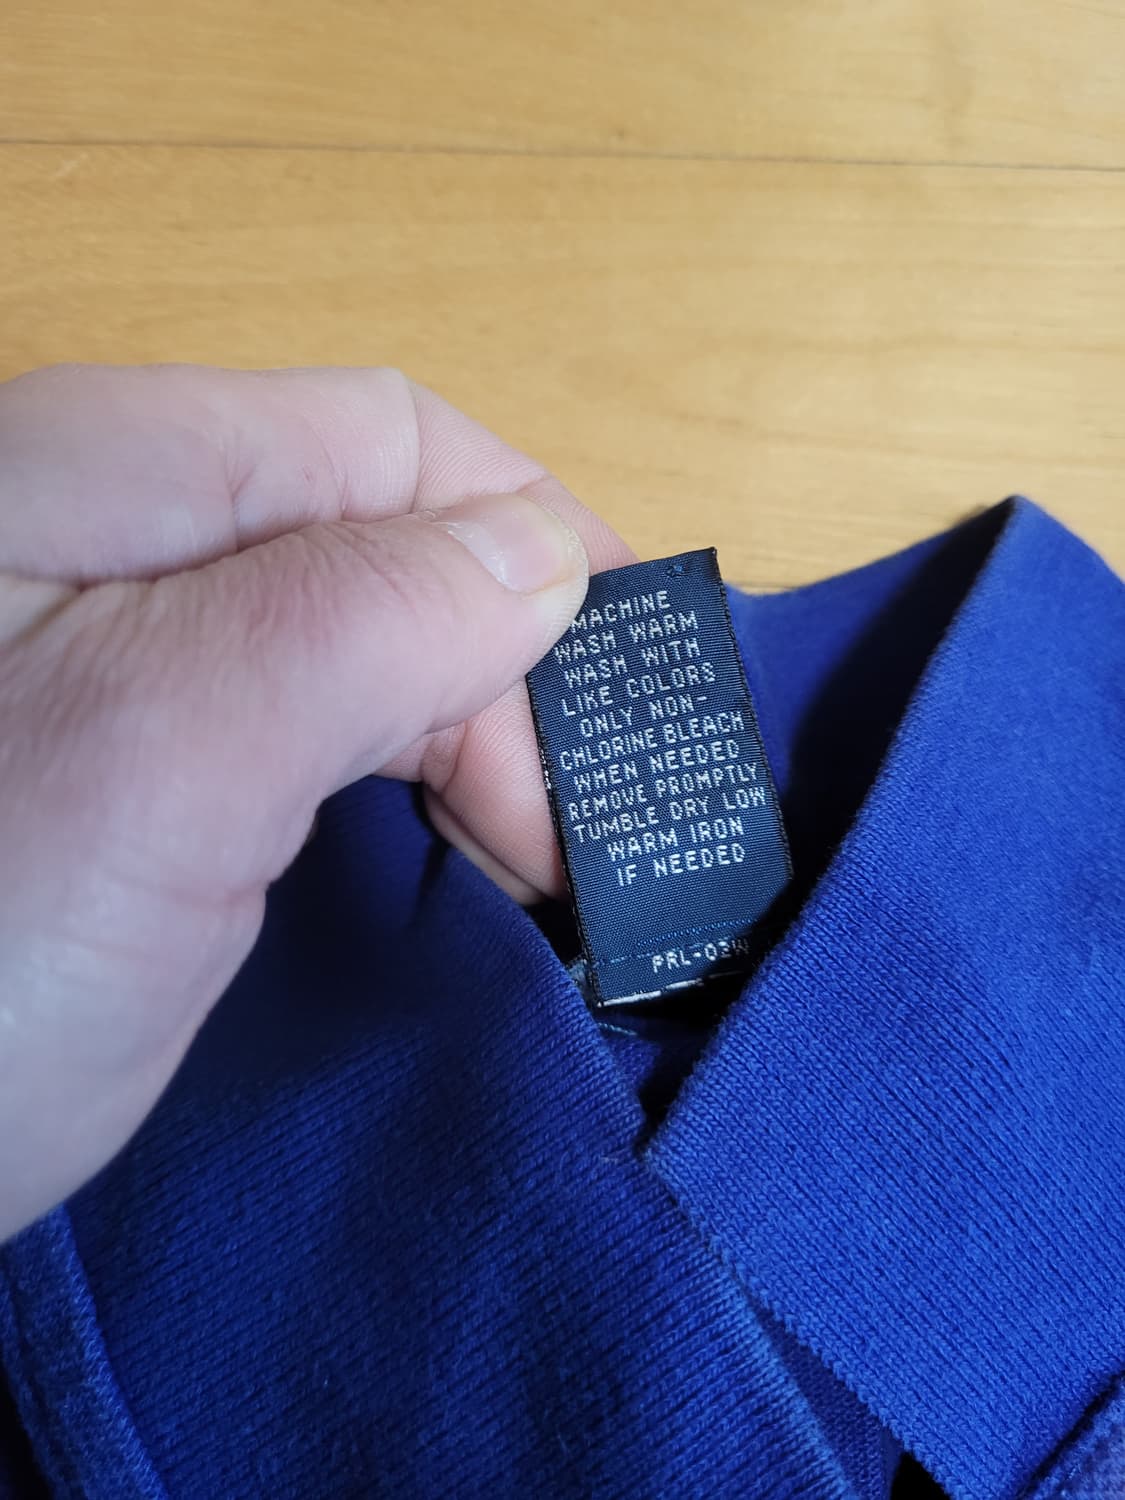 MACHINE
WASH WARM
WASH WITH
LIKE COLORS
ONLY NON-
CHLORINE BLEACH
WHEN NEEDED
REMOVE PROMPTLY
TUMBLE DRY LOW
WARM IRON
IF NEEDED